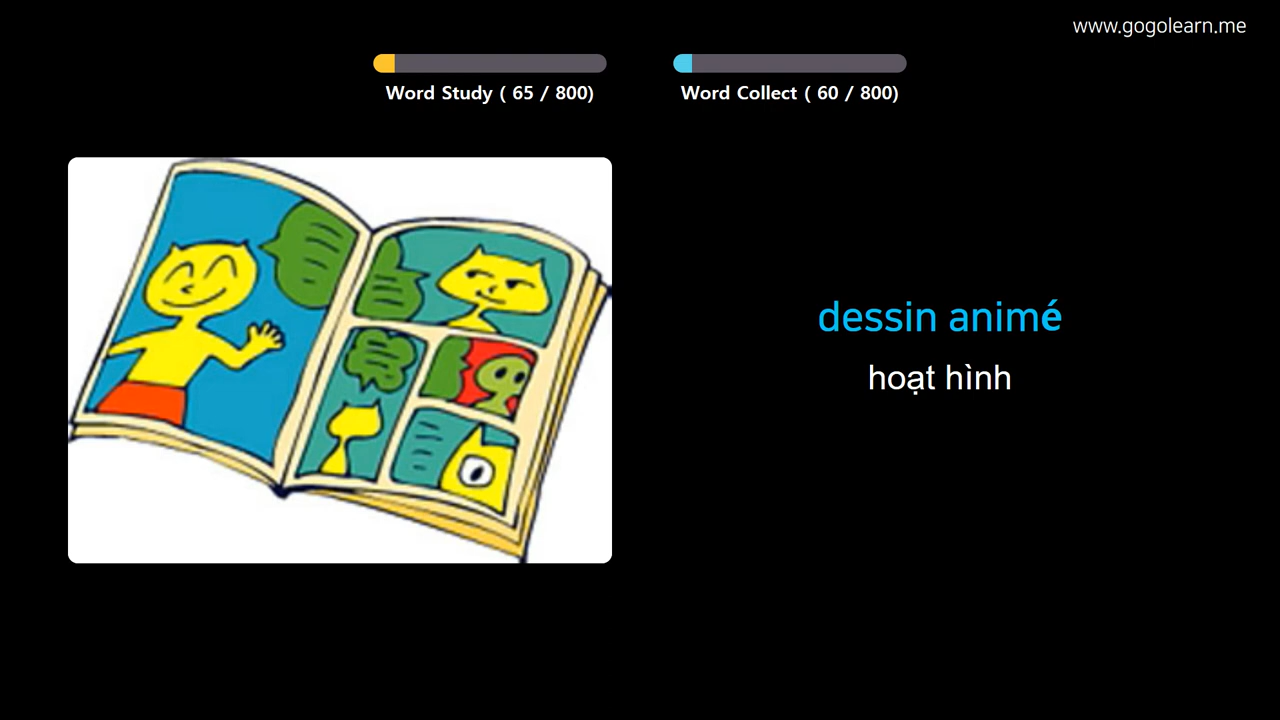 www.gogolearn.me
Word Study ( 65 / 800)
Word Collect ( 60 / 800)
dessin animé
hoạt hình